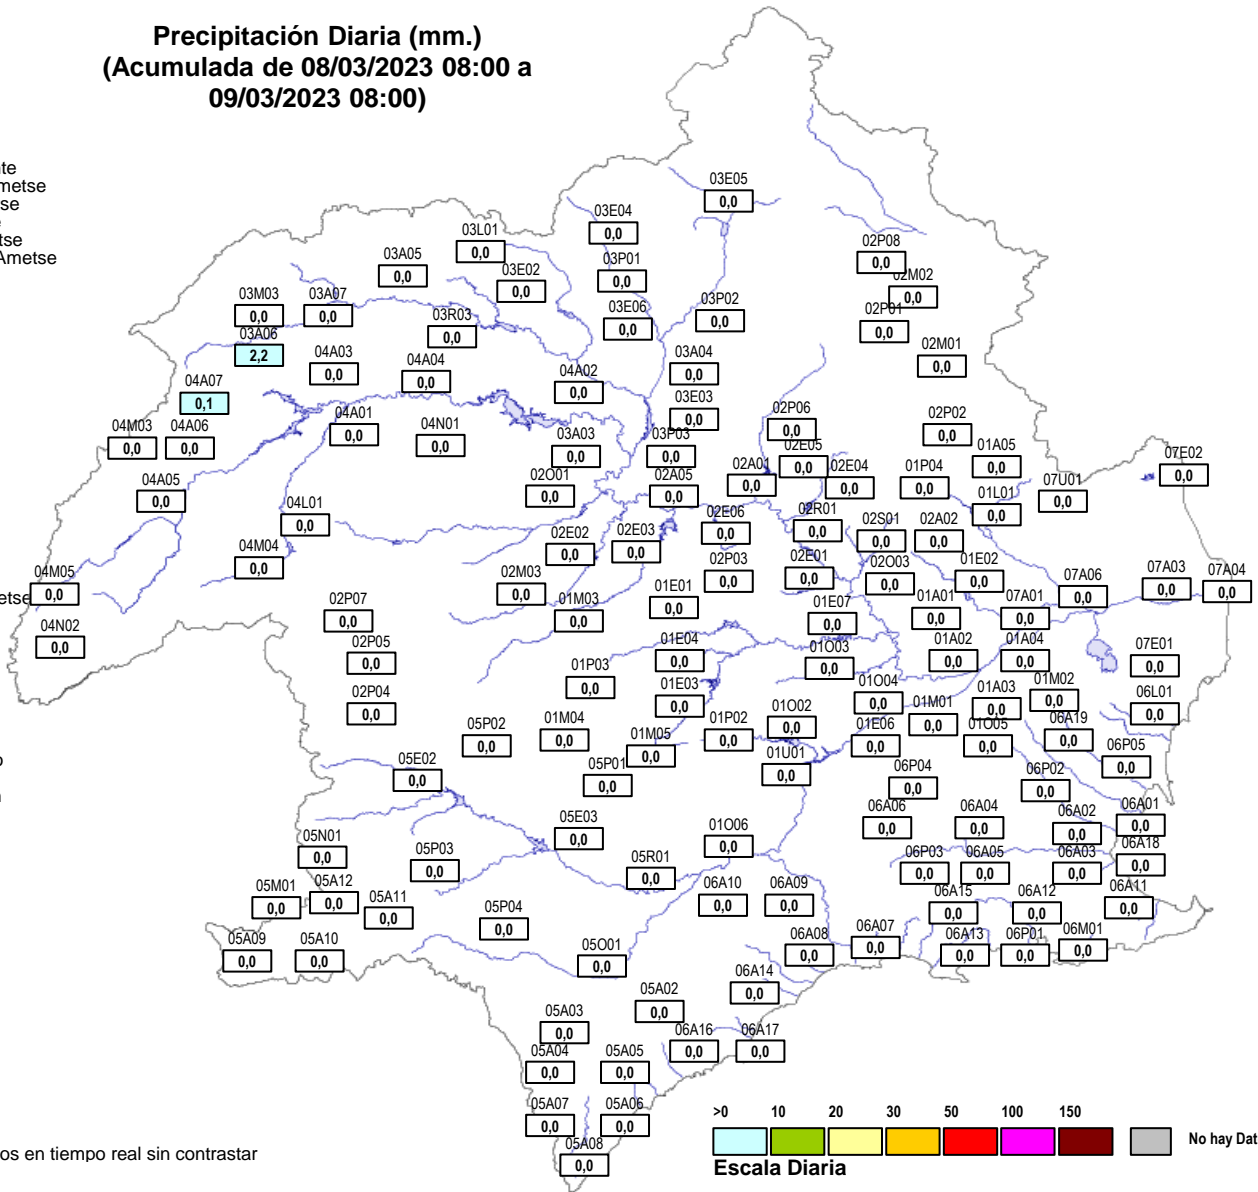 Precipitación Diaria (mm.)
(Acumulada de 08/03/2023 08:00 a
09/03/2023 08:00)
te
metse
se
tse
Ametse
03E05
0,0
03E04
0,0
03L01
0,0
03A05
0,0
03E02
0,0
03P01
0,0
02P08
0,0
02M02
0,0
03M03
0,0
03A07
0,0
03R03
0,0
03E06
0,0
03P02
0,0
02P01
0,0
03A06
2,2
04A03
0,0
04A04
0,0
04A02
0,0
03A04
0,0
02M01
0,0
04A07
0,1
04A01
0,0
04N01
0,0
03E03
0,0
02P06
0,0
02P02
0,0
04M03
0,0
04A06
0,0
03A03
0,0
03P03
0,0
02E05
0,0
01A05
0,0
07E02
0,0
04A05
0,0
02O01
0,0
02A05
0,0
02A01
0,0
02E04
0,0
01P04
0,0
01L01
0,0
07U01
0,0
04L01
0,0
02E02
0,0
02E03
0,0
02E06
0,0
02R01
0,0
02S01
0,0
02A02
0,0
04M04
0,0
04M05
0,0
etse
02M03
0,0
02P03
0,0
02E01
0,0
02O03
0,0
01E02
0,0
07A06
0,0
07A03
0,0
07A04
0,0
04N02
0,0
02P07
0,0
01M03
0,0
01E01
0,0
01E07
0,0
01A01
0,0
07A01
0,0
02P05
0,0
01E04
0,0
01O03
0,0
01A02
0,0
01A04
0,0
07E01
0,0
02P04
0,0
01P03
0,0
01E03
0,0
01O04
0,0
01M01
0,0
01A03
0,0
01M02
0,0
06L01
0,0
05P02
0,0
01M04
0,0
01M05
0,0
01P02
0,0
01O02
0,0
01E06
0,0
01O05
0,0
06A19
0,0
06P05
0,0
05E02
0,0
05P01
0,0
01U01
0,0
06P04
0,0
06P02
0,0
05E03
0,0
01O06
0,0
06A06
0,0
06A04
0,0
06A02
0,0
06A01
0,0
05N01
0,0
05P03
0,0
05R01
0,0
06P03
0,0
06A05
0,0
06A03
0,0
06A18
0,0
05M01
0,0
05A12
0,0
05A11
0,0
05P04
0,0
06A10
0,0
06A09
0,0
06A15
0,0
06A12
0,0
06A11
0,0
05A09
0,0
05A10
0,0
05O01
0,0
06A08
0,0
06A07
0,0
06A13
0,0
06P01
0,0
06M01
0,0
05A03
0,0
05A02
0,0
06A14
0,0
05A04
0,0
05A05
0,0
06A16
0,0
06A17
0,0
05A07
0,0
05A06
0,0
05A08
0,0
>0 10 20 30 50 100 150
No hay Dat
Escala Diaria
os en tiempo real sin contrastar